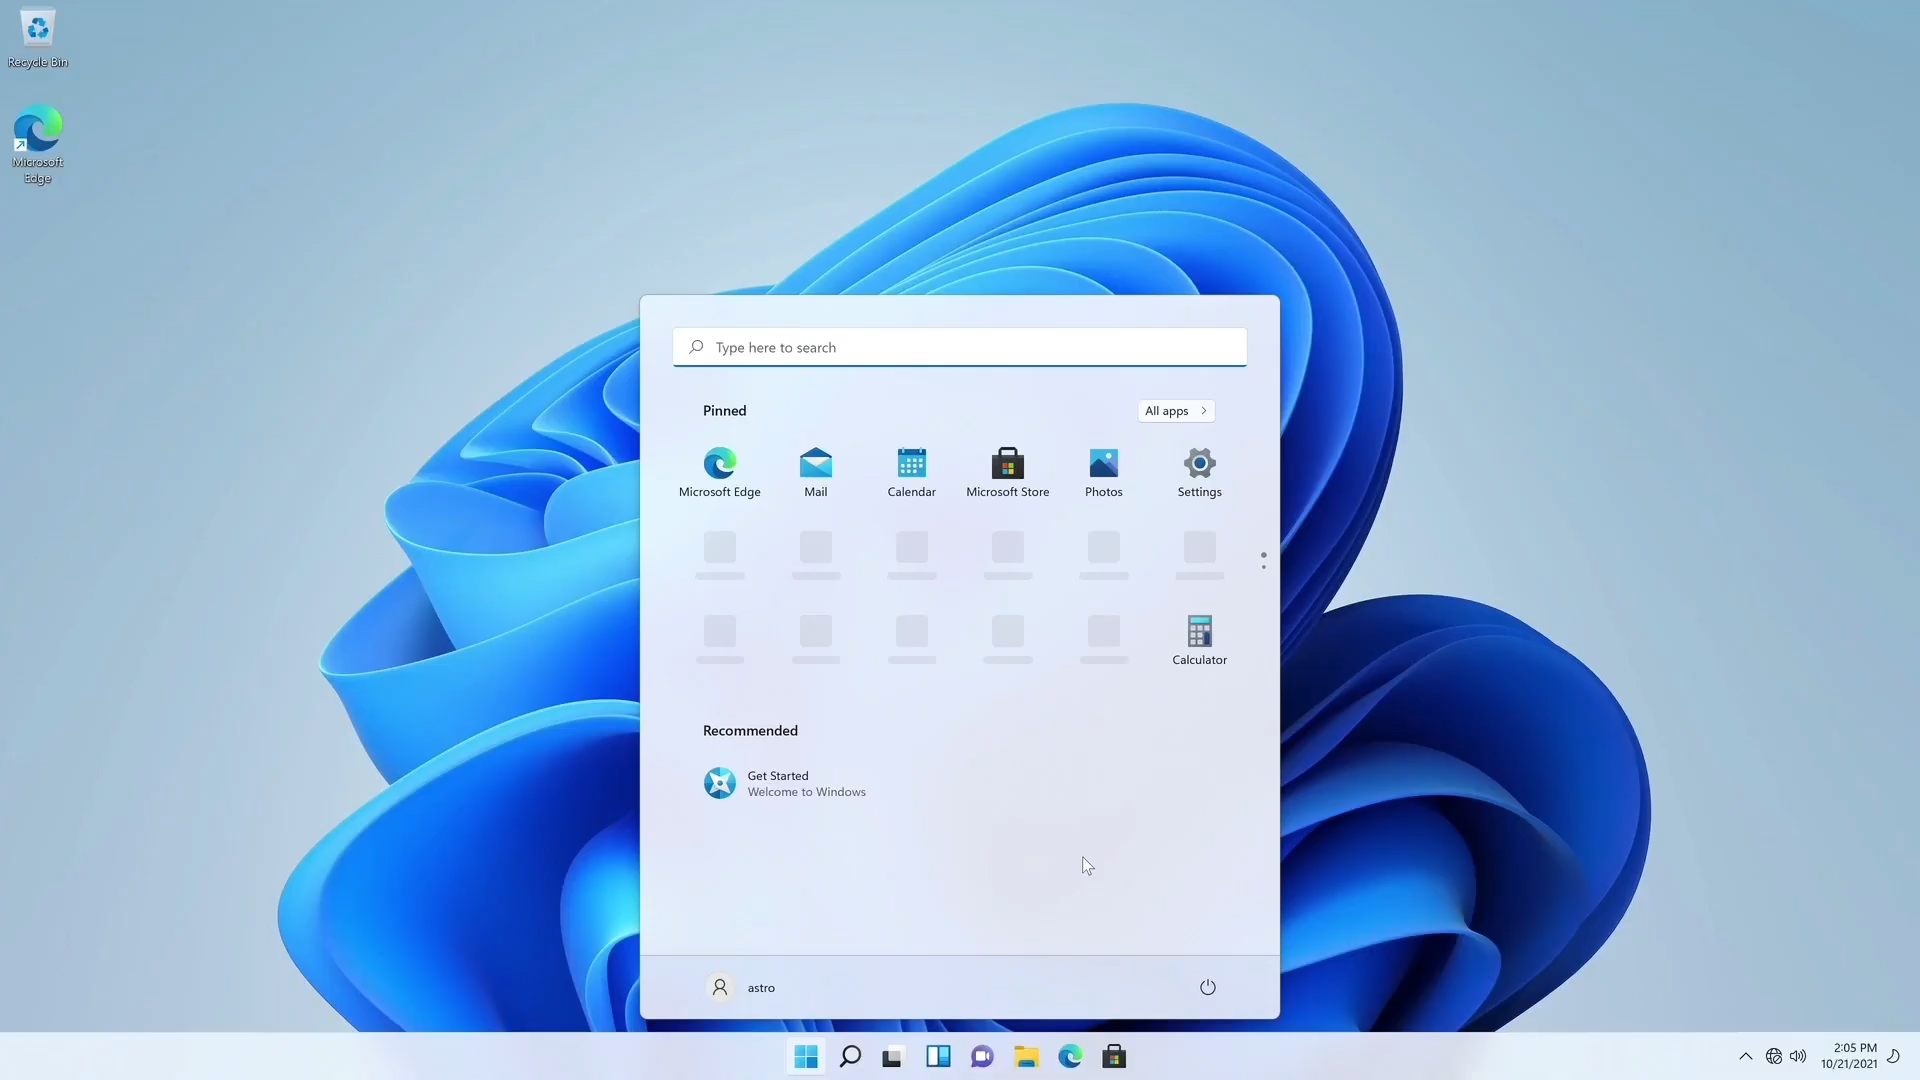 Recycle Bin
Microsoft
Edge
Type here to search
Pinned
All apps
Microsoft Edge
Mail
Calendar
Microsoft Store
Photos
Settings
Calculator
Recommended
Get Started
Welcome to Windows
astro
2:05 PM
10/21/2021